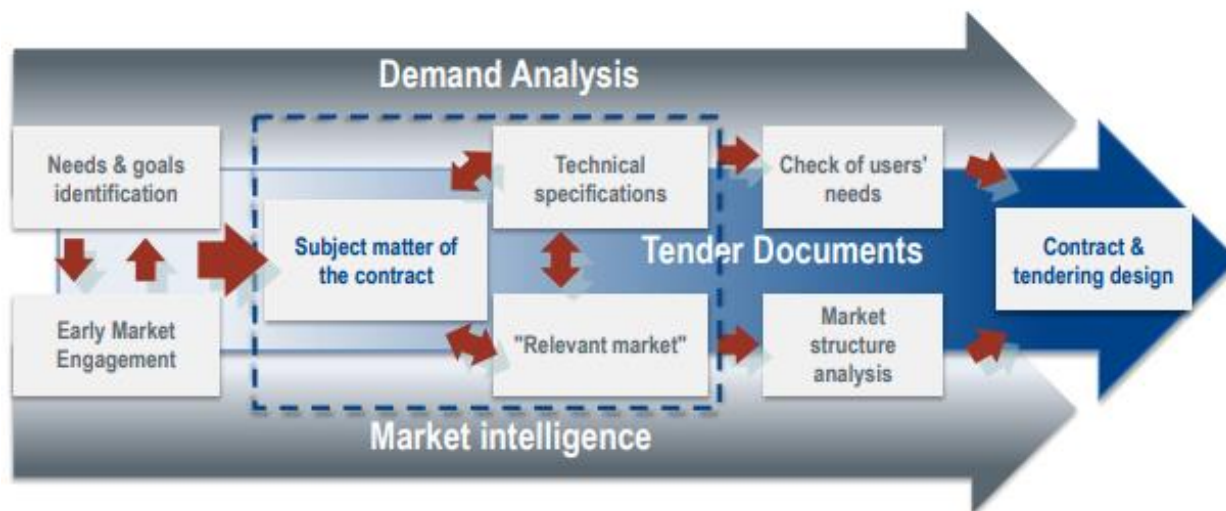 Demand Analysis
Needs & goals
identification
Technical
specifications
Check of users'
needs
Subject matter of
the contract
Tender Documents
Contract &
tendering design
Early Market
Engagement
"Relevant market"
Market
structure
analysis
Market intelligence